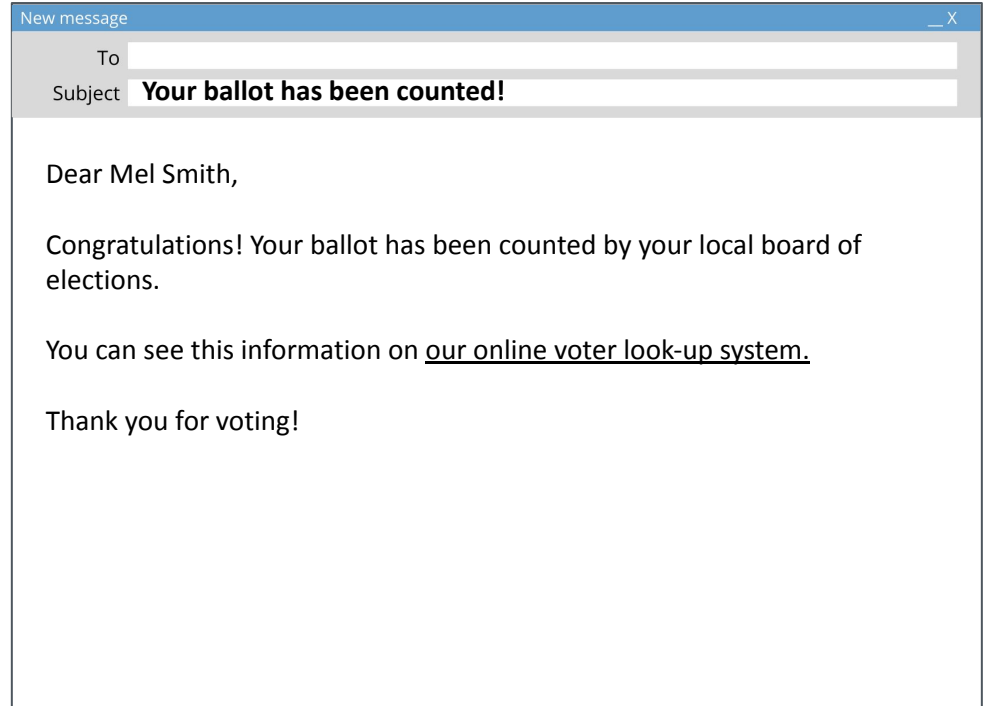 New message __ X
To
Subject Your ballot has been counted!
Dear Mel Smith,
Congratulations! Your ballot has been counted by your local board of
elections.
You can see this information on our online voter look-up system.
Thank you for voting!